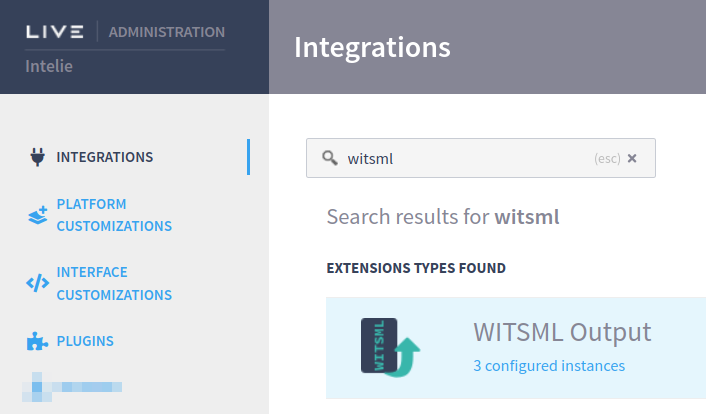 LIVE ADMINISTRATION
Intelie
Integrations
INTEGRATIONS
PLATFORM
CUSTOMIZATIONS
INTERFACE
CUSTOMIZATIONS
PLUGINS
witsml (esc) ×
Search results for witsml
EXTENSIONS TYPES FOUND
WITSML
WITSML Output
3 configured instances